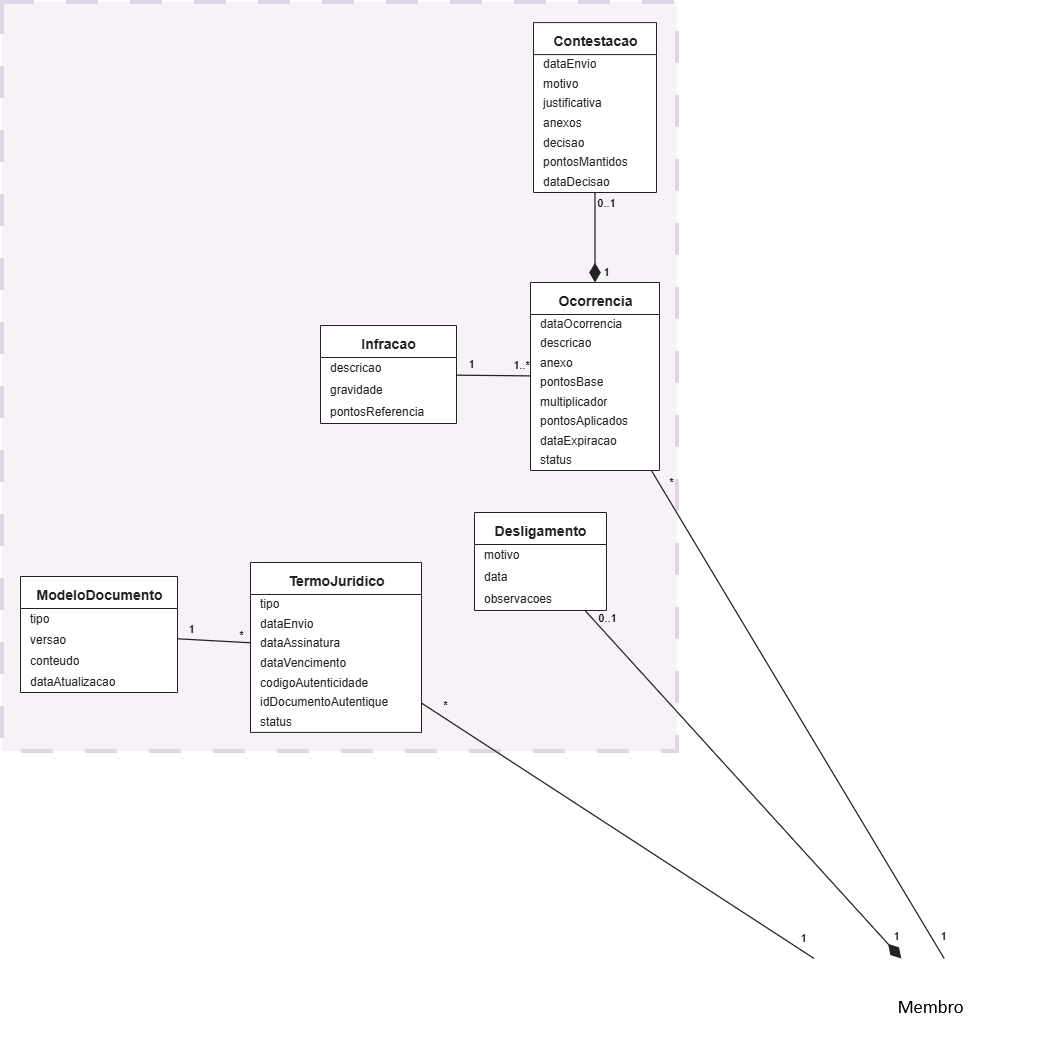 Contestacao
dataEnvio
motivo
justificativa
anexos
decisao
pontosMantidos
dataDecisao
0..1
1
Ocorrencia
dataOcorrencia
descricao
anexo
pontosBase
multiplicador
pontosAplicados
dataExpiracao
status
*
Infracao
descricao
gravidade
pontosReferencia
1
1..*
Desligamento
motivo
data
observacoes
0..1
ModeloDocumento
tipo
versao
conteudo
dataAtualizacao
1
*
TermoJuridico
tipo
dataEnvio
dataAssinatura
dataVencimento
codigoAutenticidade
idDocumentoAutentique
status
*
1
1
1
Membro